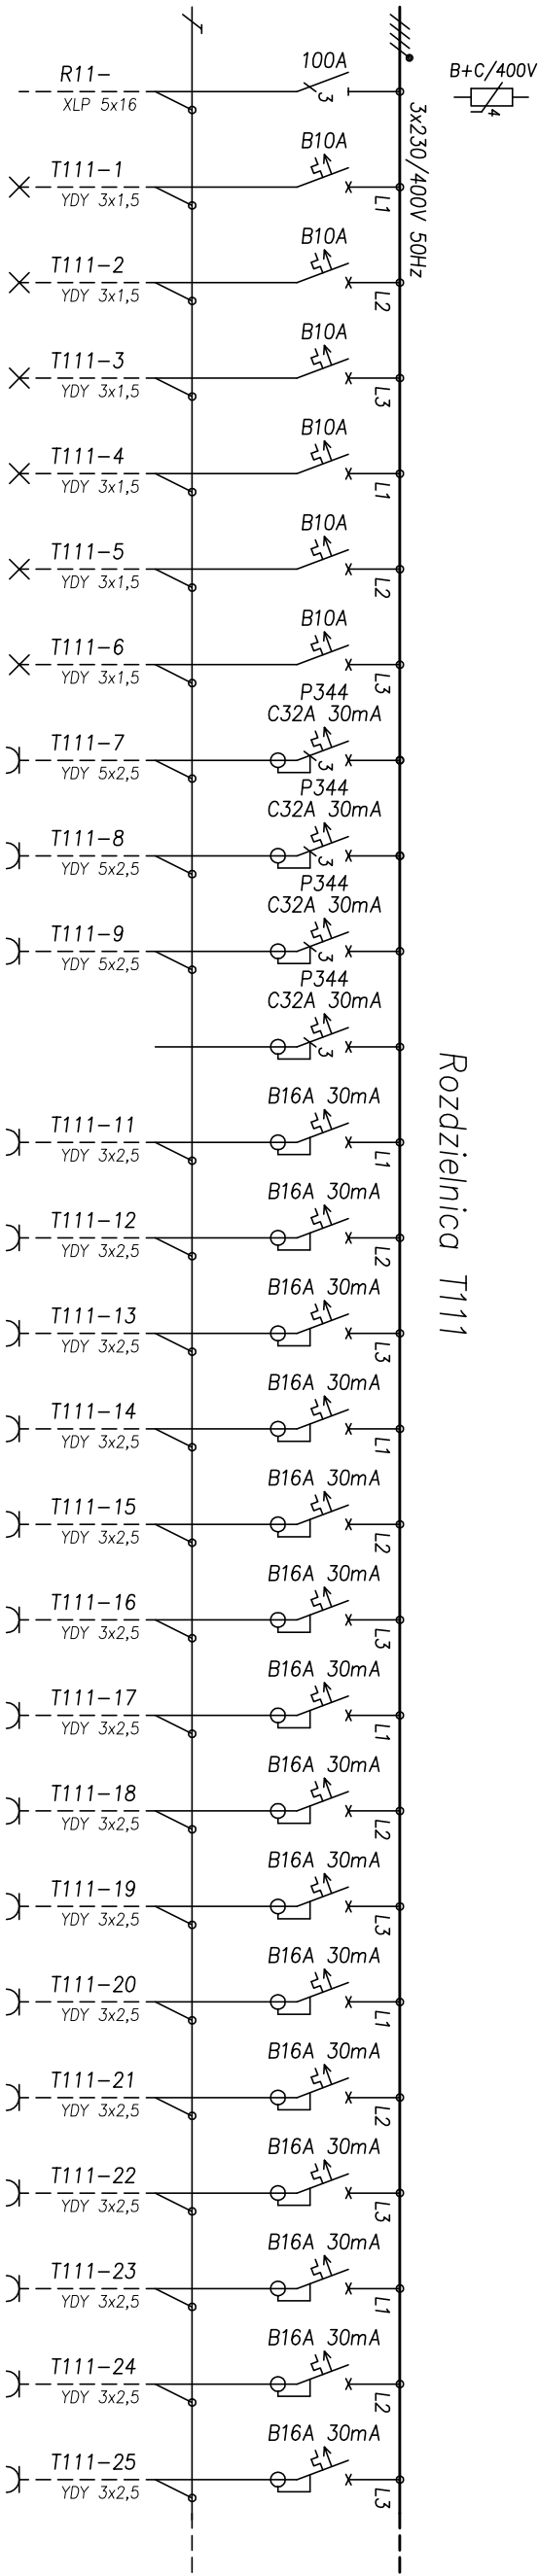 B+C/400V
4
3x230/400V 50Hz
Rozdzielnica T111
100A
3
R11-
XLP 5x16
B10A
L1
T111-1
YDY 3x1,5
B10A
L2
T111-2
YDY 3x1,5
B10A
L3
T111-3
YDY 3x1,5
B10A
L1
T111-4
YDY 3x1,5
B10A
L2
T111-5
YDY 3x1,5
B10A
L3
T111-6
YDY 3x1,5
P344
C32A 30mA
3
T111-7
YDY 5x2,5
P344
C32A 30mA
3
T111-8
YDY 5x2,5
P344
C32A 30mA
3
T111-9
YDY 5x2,5
P344
C32A 30mA
3
B16A 30mA
L1
T111-11
YDY 3x2,5
B16A 30mA
L2
T111-12
YDY 3x2,5
B16A 30mA
L3
T111-13
YDY 3x2,5
B16A 30mA
L1
T111-14
YDY 3x2,5
B16A 30mA
L2
T111-15
YDY 3x2,5
B16A 30mA
L3
T111-16
YDY 3x2,5
B16A 30mA
L1
T111-17
YDY 3x2,5
B16A 30mA
L2
T111-18
YDY 3x2,5
B16A 30mA
L3
T111-19
YDY 3x2,5
B16A 30mA
L1
T111-20
YDY 3x2,5
B16A 30mA
L2
T111-21
YDY 3x2,5
B16A 30mA
L3
T111-22
YDY 3x2,5
B16A 30mA
L1
T111-23
YDY 3x2,5
B16A 30mA
L2
T111-24
YDY 3x2,5
B16A 30mA
L3
T111-25
YDY 3x2,5